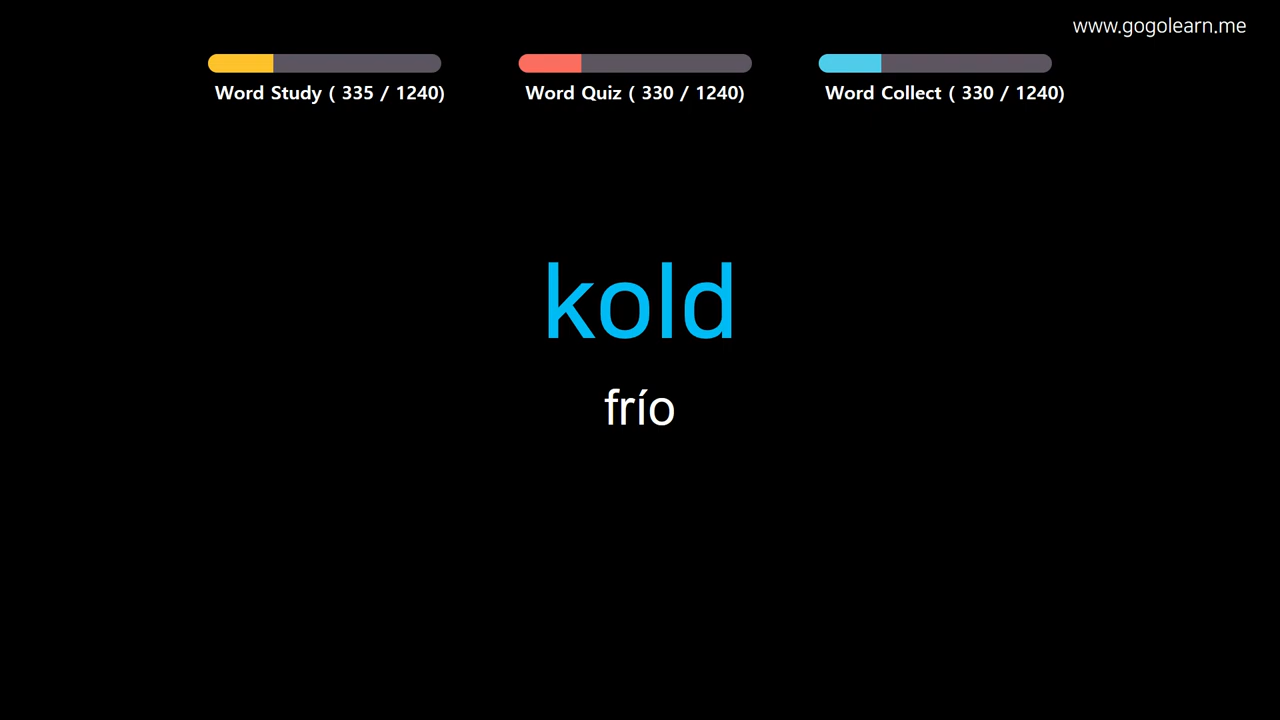 www.gogolearn.me
Word Study ( 335 / 1240)
Word Quiz ( 330 / 1240)
Word Collect ( 330 / 1240)
kold
frío